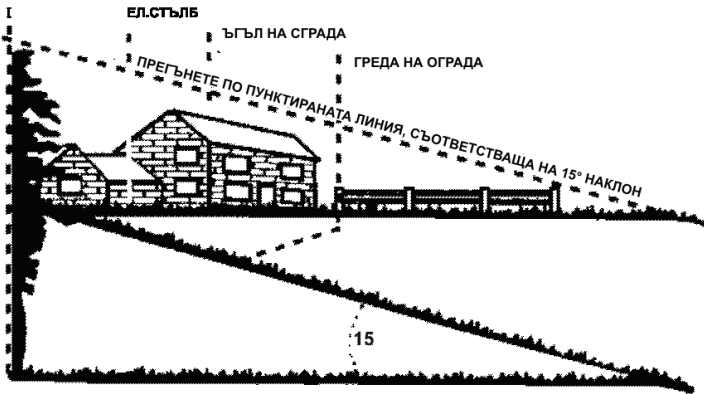 I
ЕЛ.СТЪЛБ
ЪГЪЛ НА СГРАДА
ГРЕДА НА ОГРАДА
ПРЕГЪНЕТЕ ПО ПУНКТИРАНАТА ЛИНИЯ, СЪОТВЕТСТВАЩА НА 15° НАКЛОН
15